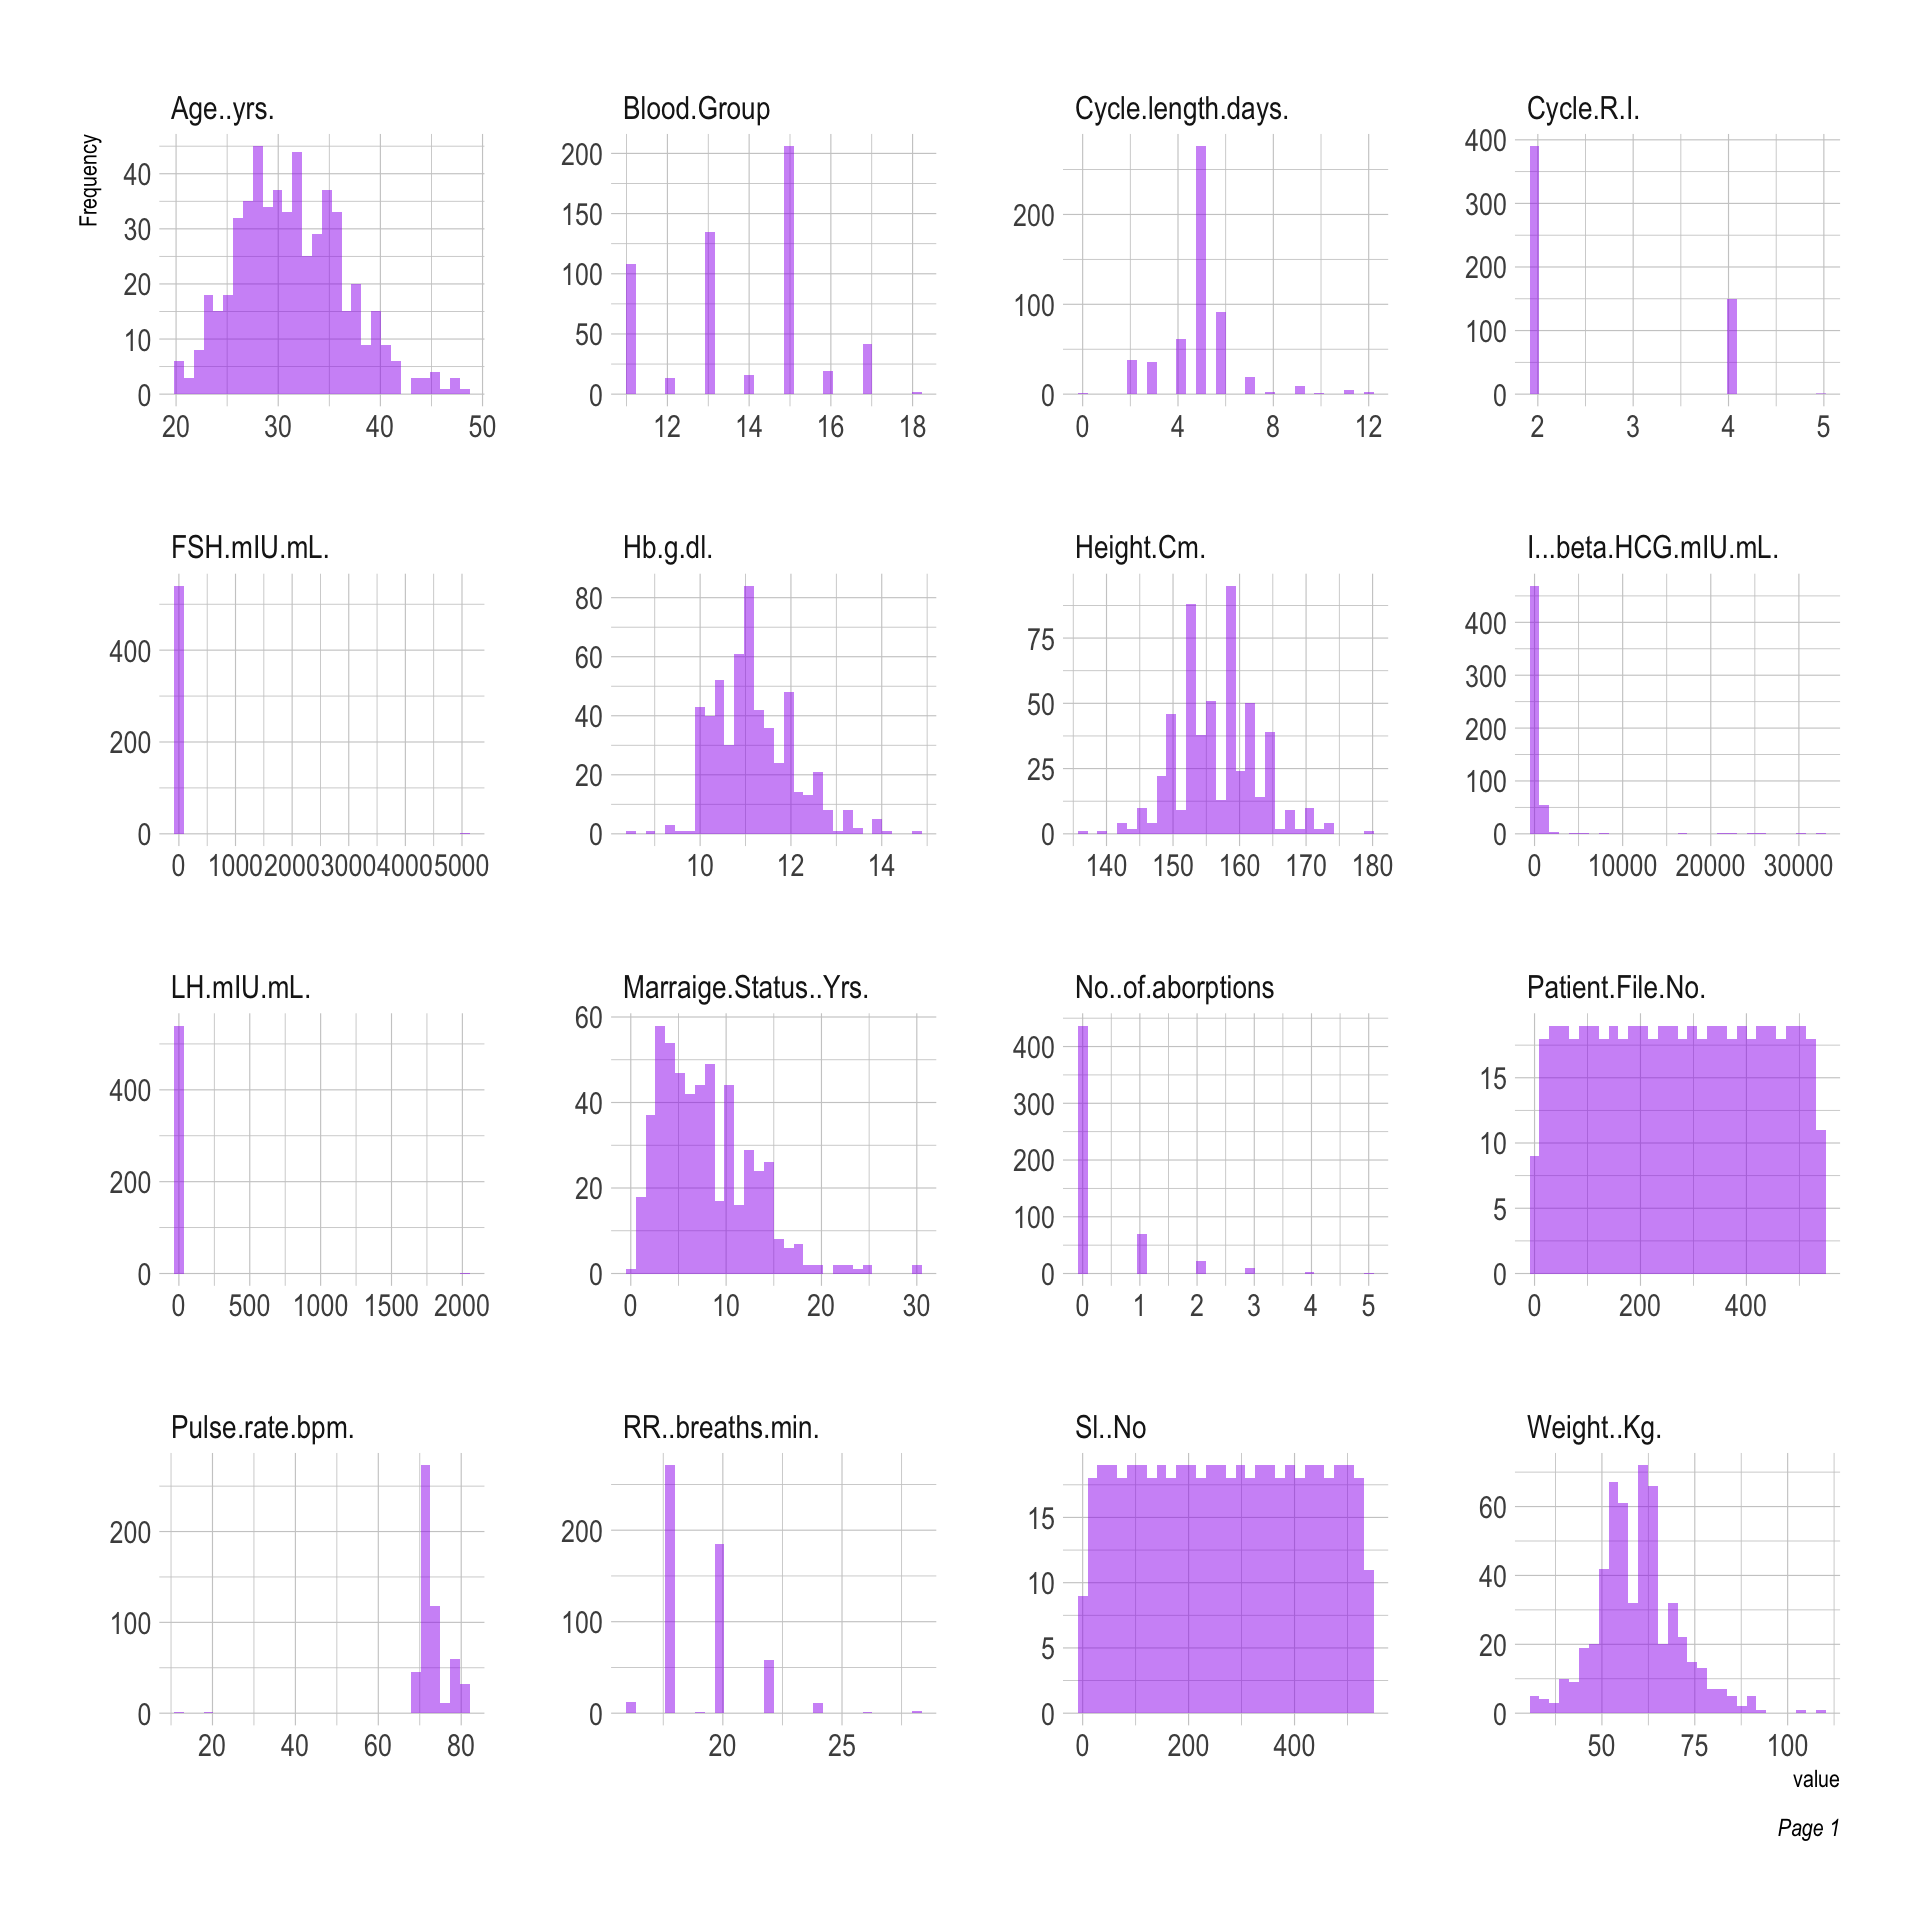 Age..yrs. Blood.Group Cycle.length.days. Cycle.R.I.
Frequency
40 30 20 10 0
20 30 40 50
200 150 100 50 0
12 14 16 18
200 100 0
0 4 8 12
400 300 200 100 0
2 3 4 5
FSH.mIU.mL. Hb.g.dl. Height.Cm. I...beta.HCG.mIU.mL.
400 200 0
0 1000 2000 3000 4000 5000
80 60 40 20 0
10 12 14
75 50 25 0
140 150 160 170 180
400 300 200 100 0
0 10000 20000 30000
LH.mIU.mL. Marraige.Status..Yrs. No..of.aborptions Patient.File.No.
400 200 0
0 500 1000 1500 2000
60 40 20 0
0 10 20 30
400 300 200 100 0
0 1 2 3 4 5
15 10 5 0
0 200 400
Pulse.rate.bpm. RR..breaths.min. Sl..No Weight..Kg.
200 100 0
20 40 60 80
200 100 0
20 25
15 10 5 0
0 200 400
60 40 20 0
50 75 100
value
Page 1